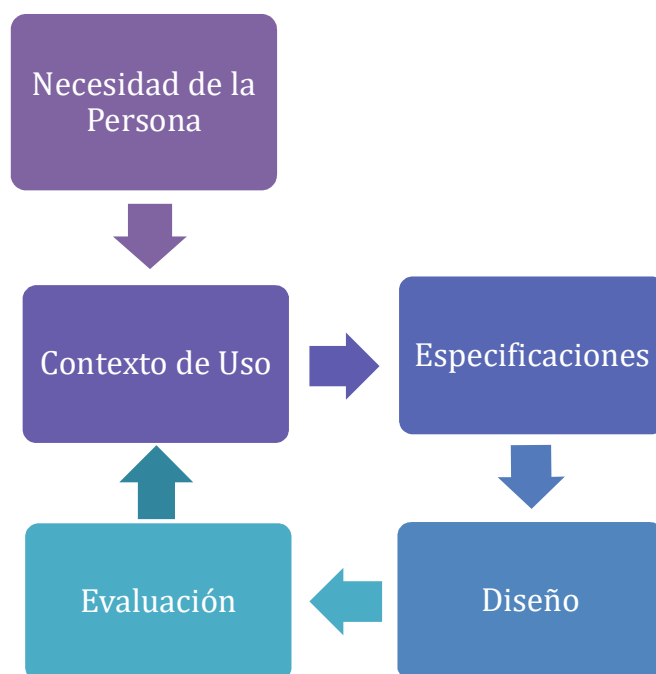 Necesidad de la
Persona
Contexto de Uso
Especificaciones
Evaluación
Diseño